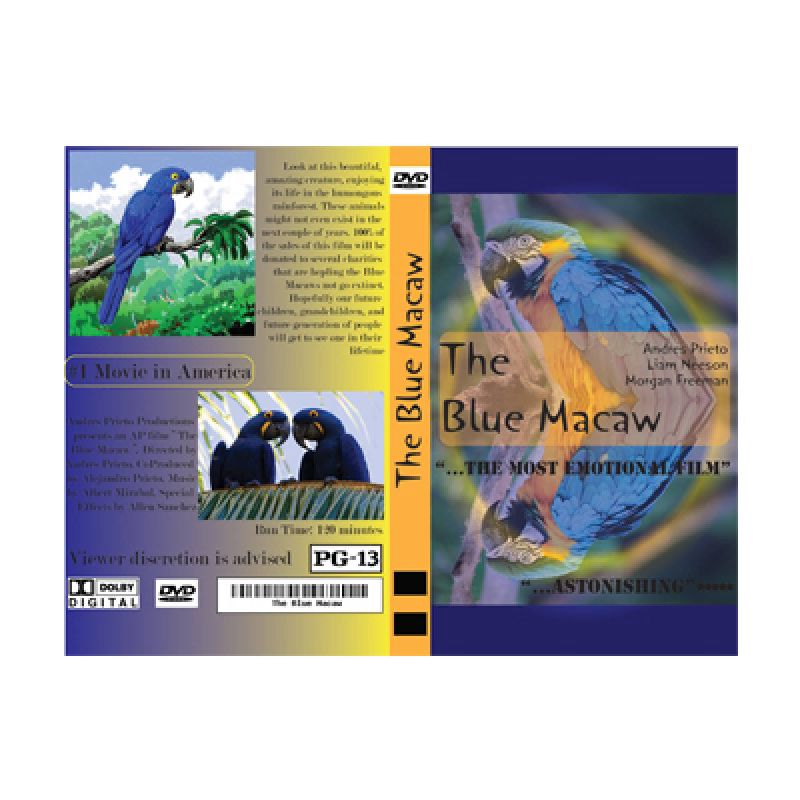 Look at this beautiful,
amazing creature, enjoying
its life in the humongous
rainforest. These animals
might not even exist in the
next couple of years. 100% of
the sales of this film will be
donated to several charities
that are hepling the Blue
Macaws not go extinct.
Hopefully our future
children, grandchildren, and
future generation of people
will get to see one in their
lifetime
#1 Movie in America
Andres Prieto Productions
presents an AP film "The
Blue Macaw". Directed by
Andres Prieto, CoProduced
by Alejandro Prieto, Music
by Albert Mirabal, Special
Effects by Allen Sanchez
Run Time: 120 minutes
Viewer discretion is advised
PG-13
DOLBY
DIGITAL
DVD
The Blue Macaw
DVD
The Blue Macaw
The
Blue Macaw
Andres Prieto
Liam Neeson
Morgan Freeman
"...THE MOST EMOTIONAL FILM"
"...ASTONISHING"*****